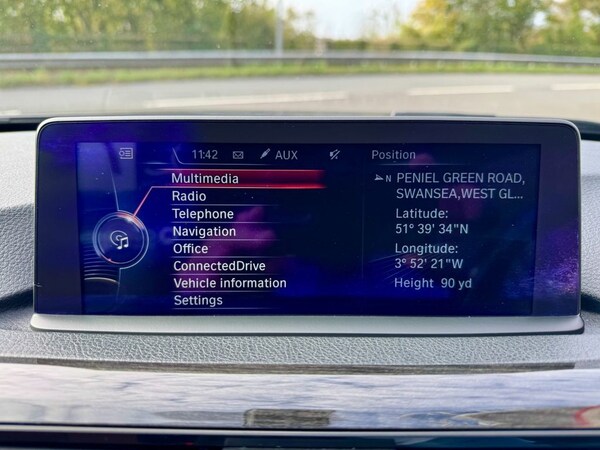 11:42 AUX Position
Multimedia
Radio
Telephone
Navigation
Office
ConnectedDrive
Vehicle information
Settings
N PENIEL GREEN ROAD,
SWANSEA,WEST GL...
Latitude:
51° 39' 34"N
Longitude:
3° 52' 21"W
Height 90 yd